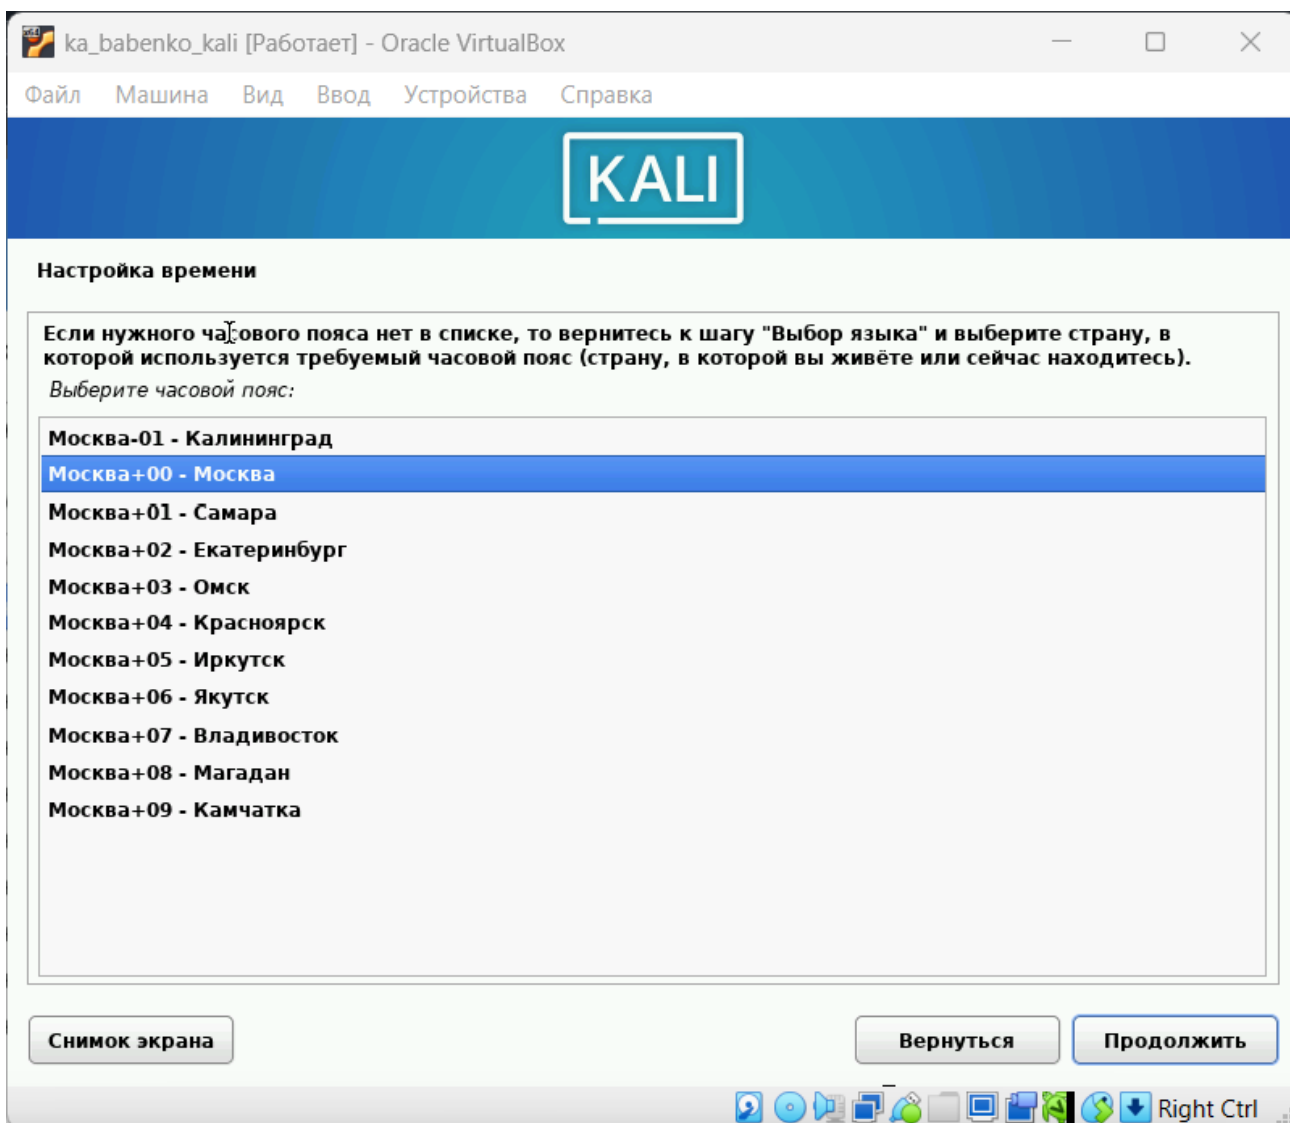 ka_babenko_kali [Работает] - Oracle VirtualBox
Файл Машина Вид Ввод Устройства Справка
KALI
Настройка времени
Если нужного часового пояса нет в списке, то вернитесь к шагу "Выбор языка" и выберите страну, в
которой используется требуемый часовой пояс (страну, в которой вы живёте или сейчас находитесь).
Выберите часовой пояс:
Москва-01 - Калининград
Москва+00 - Москва
Москва+01 - Самара
Москва+02 - Екатеринбург
Москва+03 - Омск
Москва+04 - Красноярск
Москва+05 - Иркутск
Москва+06 - Якутск
Москва+07 - Владивосток
Москва+08 - Магадан
Москва+09 - Камчатка
Снимок экрана Вернуться Продолжить
Right Ctrl